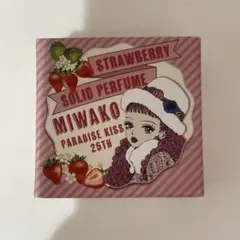 STRAWBERRY
SOLID PERFUME
MIWAKO
PARADISE KISS
25TH